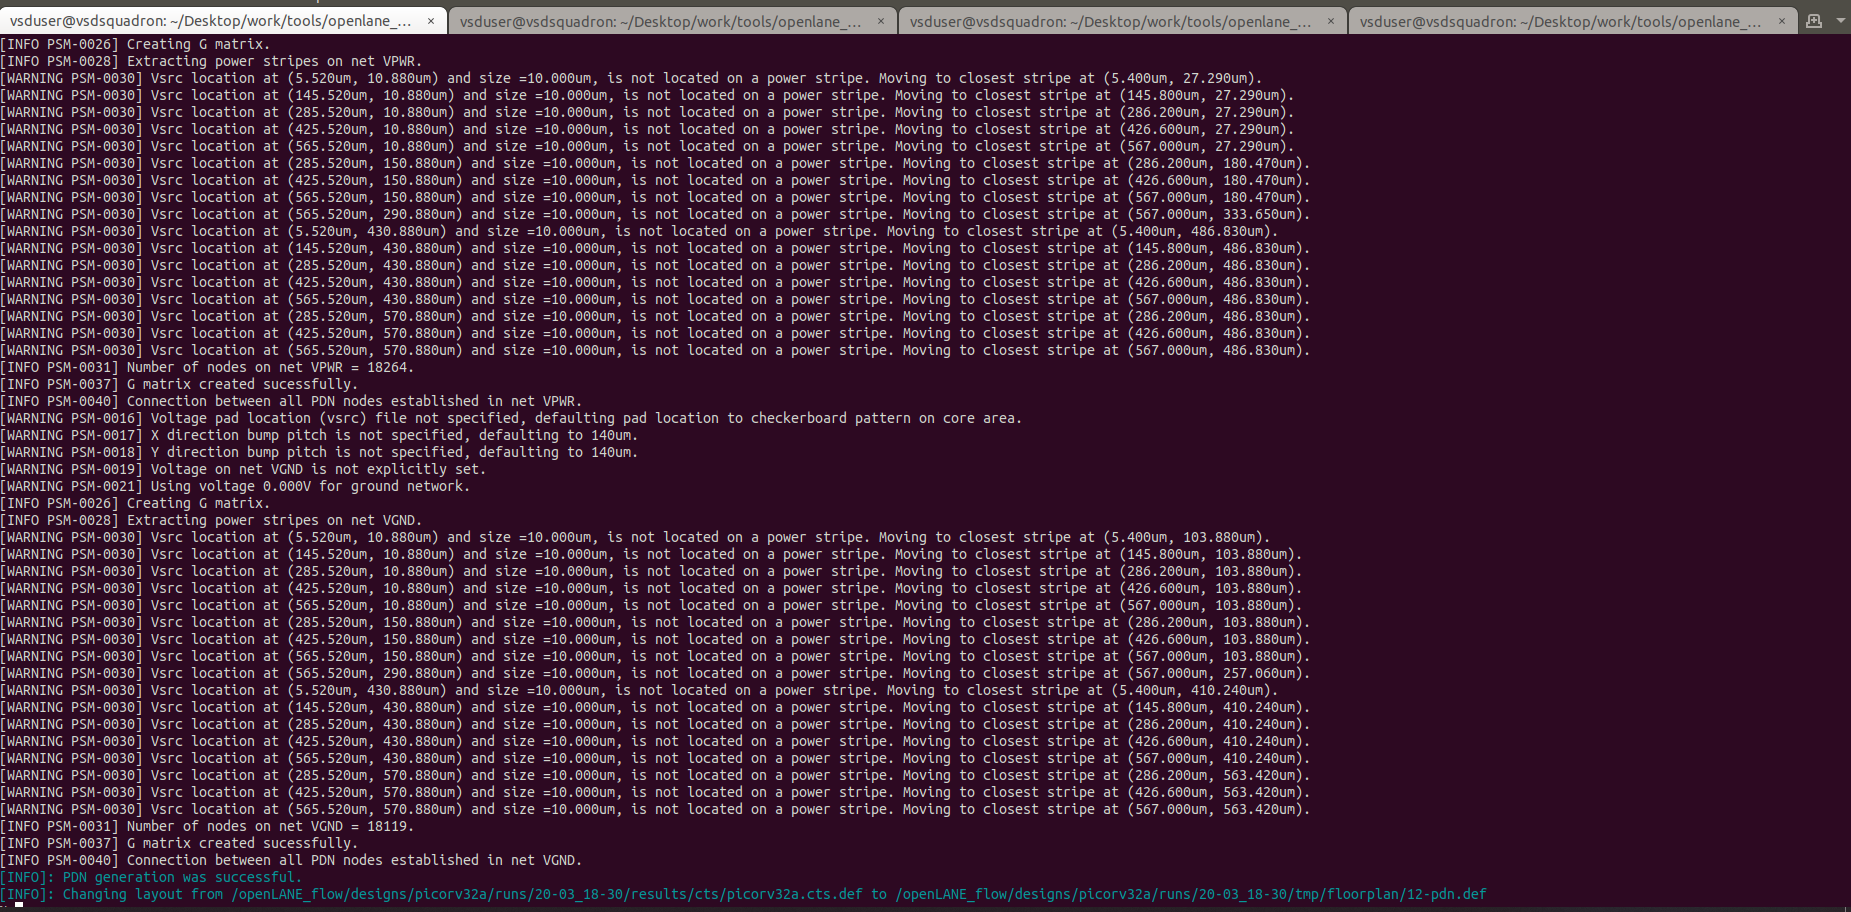 vsduser@vsdsquadron: ~/Desktop/work/tools/openlane_... × vsduser@vsdsquadron: ~/Desktop/work/tools/openlane_... × vsduser@vsdsquadron: ~/Desktop/work/tools/openlane_... × vsduser@vsdsquadron: ~/Desktop/work/tools/openlane_... ×
[INFO PSM-0026] Creating G matrix.
[INFO PSM-0028] Extracting power stripes on net VPWR.
[WARNING PSM-0030] Vsrc location at (5.520um, 10.880um) and size =10.000um, is not located on a power stripe. Moving to closest stripe at (5.400um, 27.290um).
[WARNING PSM-0030] Vsrc location at (145.520um, 10.880um) and size =10.000um, is not located on a power stripe. Moving to closest stripe at (145.800um, 27.290um).
[WARNING PSM-0030] Vsrc location at (285.520um, 10.880um) and size =10.000um, is not located on a power stripe. Moving to closest stripe at (286.200um, 27.290um).
[WARNING PSM-0030] Vsrc location at (425.520um, 10.880um) and size =10.000um, is not located on a power stripe. Moving to closest stripe at (426.600um, 27.290um).
[WARNING PSM-0030] Vsrc location at (565.520um, 10.880um) and size =10.000um, is not located on a power stripe. Moving to closest stripe at (567.000um, 27.290um).
[WARNING PSM-0030] Vsrc location at (285.520um, 150.880um) and size =10.000um, is not located on a power stripe. Moving to closest stripe at (286.200um, 180.470um).
[WARNING PSM-0030] Vsrc location at (425.520um, 150.880um) and size =10.000um, is not located on a power stripe. Moving to closest stripe at (426.600um, 180.470um).
[WARNING PSM-0030] Vsrc location at (565.520um, 150.880um) and size =10.000um, is not located on a power stripe. Moving to closest stripe at (567.000um, 180.470um).
[WARNING PSM-0030] Vsrc location at (565.520um, 290.880um) and size =10.000um, is not located on a power stripe. Moving to closest stripe at (567.000um, 333.650um).
[WARNING PSM-0030] Vsrc location at (5.520um, 430.880um) and size =10.000um, is not located on a power stripe. Moving to closest stripe at (5.400um, 486.830um).
[WARNING PSM-0030] Vsrc location at (145.520um, 430.880um) and size =10.000um, is not located on a power stripe. Moving to closest stripe at (145.800um, 486.830um).
[WARNING PSM-0030] Vsrc location at (285.520um, 430.880um) and size =10.000um, is not located on a power stripe. Moving to closest stripe at (286.200um, 486.830um).
[WARNING PSM-0030] Vsrc location at (425.520um, 430.880um) and size =10.000um, is not located on a power stripe. Moving to closest stripe at (426.600um, 486.830um).
[WARNING PSM-0030] Vsrc location at (565.520um, 430.880um) and size =10.000um, is not located on a power stripe. Moving to closest stripe at (567.000um, 486.830um).
[WARNING PSM-0030] Vsrc location at (285.520um, 570.880um) and size =10.000um, is not located on a power stripe. Moving to closest stripe at (286.200um, 486.830um).
[WARNING PSM-0030] Vsrc location at (425.520um, 570.880um) and size =10.000um, is not located on a power stripe. Moving to closest stripe at (426.600um, 486.830um).
[WARNING PSM-0030] Vsrc location at (565.520um, 570.880um) and size =10.000um, is not located on a power stripe. Moving to closest stripe at (567.000um, 486.830um).
[INFO PSM-0031] Number of nodes on net VPWR = 18264.
[INFO PSM-0037] G matrix created sucessfully.
[INFO PSM-0040] Connection between all PDN nodes established in net VPWR.
[WARNING PSM-0016] Voltage pad location (vsrc) file not specified, defaulting pad location to checkerboard pattern on core area.
[WARNING PSM-0017] X direction bump pitch is not specified, defaulting to 140um.
[WARNING PSM-0018] Y direction bump pitch is not specified, defaulting to 140um.
[WARNING PSM-0019] Voltage on net VGND is not explicitly set.
[WARNING PSM-0021] Using voltage 0.000V for ground network.
[INFO PSM-0026] Creating G matrix.
[INFO PSM-0028] Extracting power stripes on net VGND.
[WARNING PSM-0030] Vsrc location at (5.520um, 10.880um) and size =10.000um, is not located on a power stripe. Moving to closest stripe at (5.400um, 103.880um).
[WARNING PSM-0030] Vsrc location at (145.520um, 10.880um) and size =10.000um, is not located on a power stripe. Moving to closest stripe at (145.800um, 103.880um).
[WARNING PSM-0030] Vsrc location at (285.520um, 10.880um) and size =10.000um, is not located on a power stripe. Moving to closest stripe at (286.200um, 103.880um).
[WARNING PSM-0030] Vsrc location at (425.520um, 10.880um) and size =10.000um, is not located on a power stripe. Moving to closest stripe at (426.600um, 103.880um).
[WARNING PSM-0030] Vsrc location at (565.520um, 10.880um) and size =10.000um, is not located on a power stripe. Moving to closest stripe at (567.000um, 103.880um).
[WARNING PSM-0030] Vsrc location at (285.520um, 150.880um) and size =10.000um, is not located on a power stripe. Moving to closest stripe at (286.200um, 103.880um).
[WARNING PSM-0030] Vsrc location at (425.520um, 150.880um) and size =10.000um, is not located on a power stripe. Moving to closest stripe at (426.600um, 103.880um).
[WARNING PSM-0030] Vsrc location at (565.520um, 150.880um) and size =10.000um, is not located on a power stripe. Moving to closest stripe at (567.000um, 103.880um).
[WARNING PSM-0030] Vsrc location at (565.520um, 290.880um) and size =10.000um, is not located on a power stripe. Moving to closest stripe at (567.000um, 257.060um).
[WARNING PSM-0030] Vsrc location at (5.520um, 430.880um) and size =10.000um, is not located on a power stripe. Moving to closest stripe at (5.400um, 410.240um).
[WARNING PSM-0030] Vsrc location at (145.520um, 430.880um) and size =10.000um, is not located on a power stripe. Moving to closest stripe at (145.800um, 410.240um).
[WARNING PSM-0030] Vsrc location at (285.520um, 430.880um) and size =10.000um, is not located on a power stripe. Moving to closest stripe at (286.200um, 410.240um).
[WARNING PSM-0030] Vsrc location at (425.520um, 430.880um) and size =10.000um, is not located on a power stripe. Moving to closest stripe at (426.600um, 410.240um).
[WARNING PSM-0030] Vsrc location at (565.520um, 430.880um) and size =10.000um, is not located on a power stripe. Moving to closest stripe at (567.000um, 410.240um).
[WARNING PSM-0030] Vsrc location at (285.520um, 570.880um) and size =10.000um, is not located on a power stripe. Moving to closest stripe at (286.200um, 563.420um).
[WARNING PSM-0030] Vsrc location at (425.520um, 570.880um) and size =10.000um, is not located on a power stripe. Moving to closest stripe at (426.600um, 563.420um).
[WARNING PSM-0030] Vsrc location at (565.520um, 570.880um) and size =10.000um, is not located on a power stripe. Moving to closest stripe at (567.000um, 563.420um).
[INFO PSM-0031] Number of nodes on net VGND = 18119.
[INFO PSM-0037] G matrix created sucessfully.
[INFO PSM-0040] Connection between all PDN nodes established in net VGND.
[INFO]: PDN generation was successful.
[INFO]: Changing layout from /openLANE_flow/designs/picorv32a/runs/20-03_18-30/results/cts/picorv32a.cts.def to /openLANE_flow/designs/picorv32a/runs/20-03_18-30/tmp/floorplan/12-pdn.def